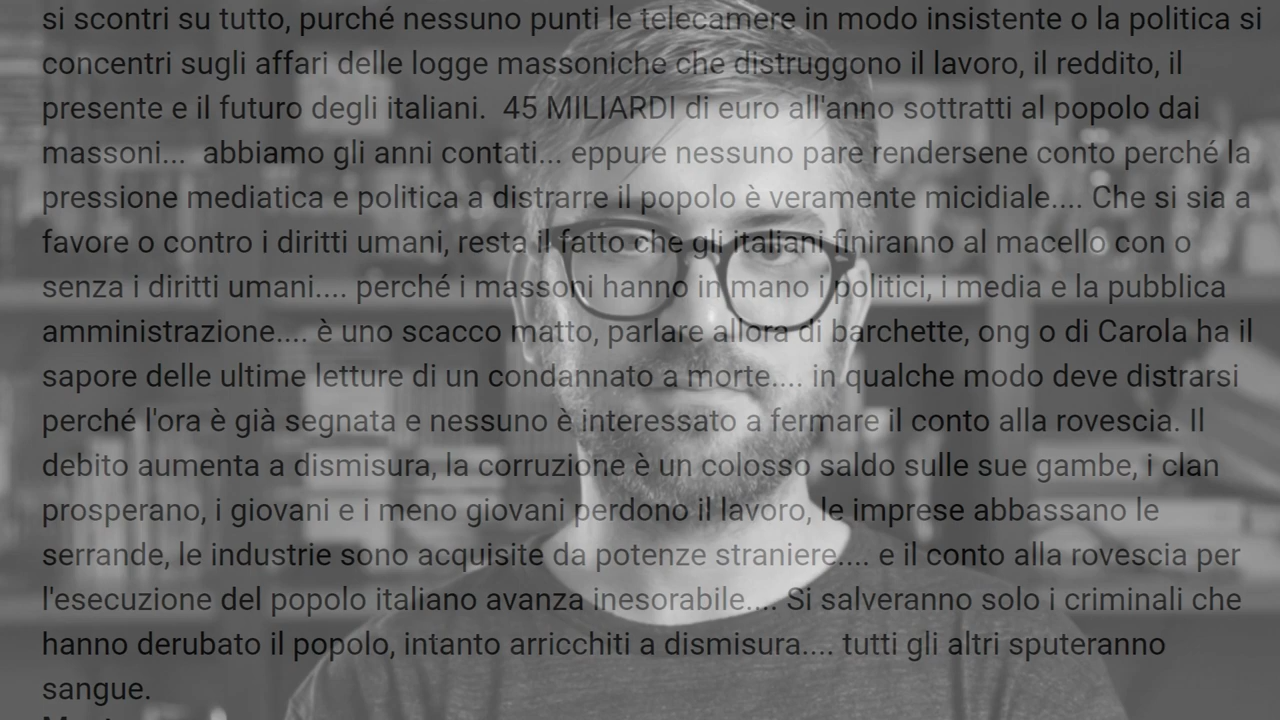 si scontri su tutto, purché nessuno punti le telecamere in modo insistente o la politica si
concentri sugli affari delle logge massoniche che distruggono il lavoro, il reddito, il
presente e il futuro degli italiani.  45 MILIARDI di euro all'anno sottratti al popolo dai
massoni...  abbiamo gli anni contati... eppure nessuno pare rendersene conto perché la
pressione mediatica e politica a distrarre il popolo è veramente micidiale.... Che si sia a
favore o contro i diritti umani, resta il fatto che gli italiani finiranno al macello con o
senza i diritti umani.... perché i massoni hanno in mano i politici, i media e la pubblica
amministrazione.... è uno scacco matto, parlare allora di barchette, ong o di Carola ha il
sapore delle ultime letture di un condannato a morte.... in qualche modo deve distrarsi
perché l'ora è già segnata e nessuno è interessato a fermare il conto alla rovescia. Il
debito aumenta a dismisura, la corruzione è un colosso saldo sulle sue gambe, i clan
prosperano, i giovani e i meno giovani perdono il lavoro, le imprese abbassano le
serrande, le industrie sono acquisite da potenze straniere.... e il conto alla rovescia per
l'esecuzione del popolo italiano avanza inesorabile.... Si salveranno solo i criminali che
hanno derubato il popolo, intanto arricchiti a dismisura.... tutti gli altri sputeranno
sangue.